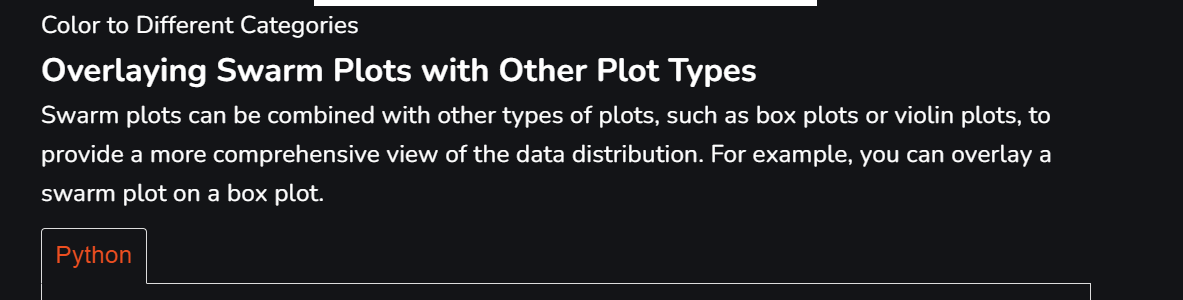 Color to Different Categories
Overlaying Swarm Plots with Other Plot Types
Swarm plots can be combined with other types of plots, such as box plots or violin plots, to
provide a more comprehensive view of the data distribution. For example, you can overlay a
swarm plot on a box plot.
Python